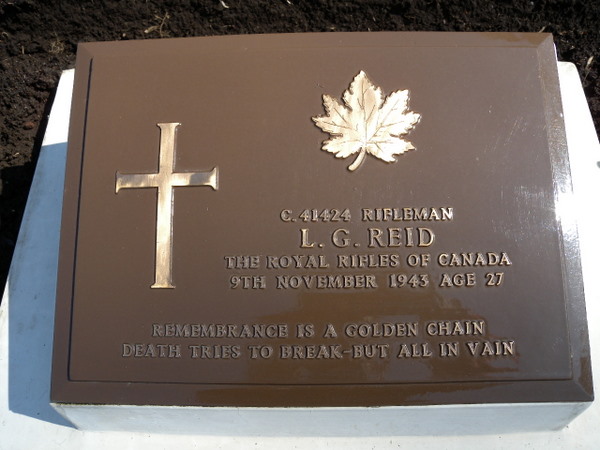 C.41424 RIFLEMAN
L. G. REID
THE ROYAL RIFLES OF CANADA
9TH NOVEMBER 1943 AGE 27
REMEMBRANCE IS A GOLDEN CHAIN
DEATH TRIES TO BREAK-BUT ALL IN VAIN